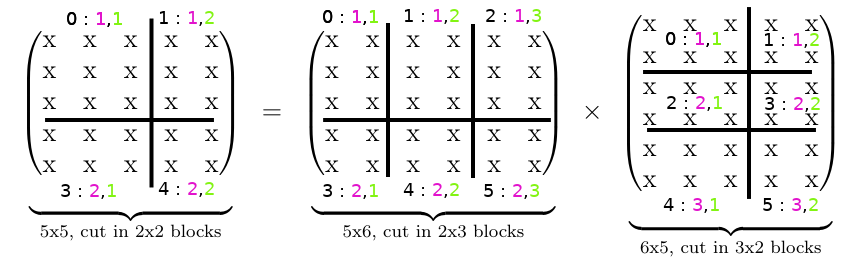 0 : 1,1 1 : 1,2
x x x x x
x x x x x
x x x x x
x x x x x
x x x x x
3 : 2,1 4 : 2,2
5x5, cut in 2x2 blocks
=
0 : 1,1 1 : 1,2 2 : 1,3
x x x x x x
x x x x x x
x x x x x x
x x x x x x
x x x x x x
3 : 2,1 4 : 2,2 5 : 2,3
5x6, cut in 2x3 blocks
×
x x x x x
0 : 1,1 1 : 1,2
x x x x x
x x x x x
2 : 2,1 3 : 2,2
x x x x x
x x x x x
x x x x x
4 : 3,1 5 : 3,2
6x5, cut in 3x2 blocks